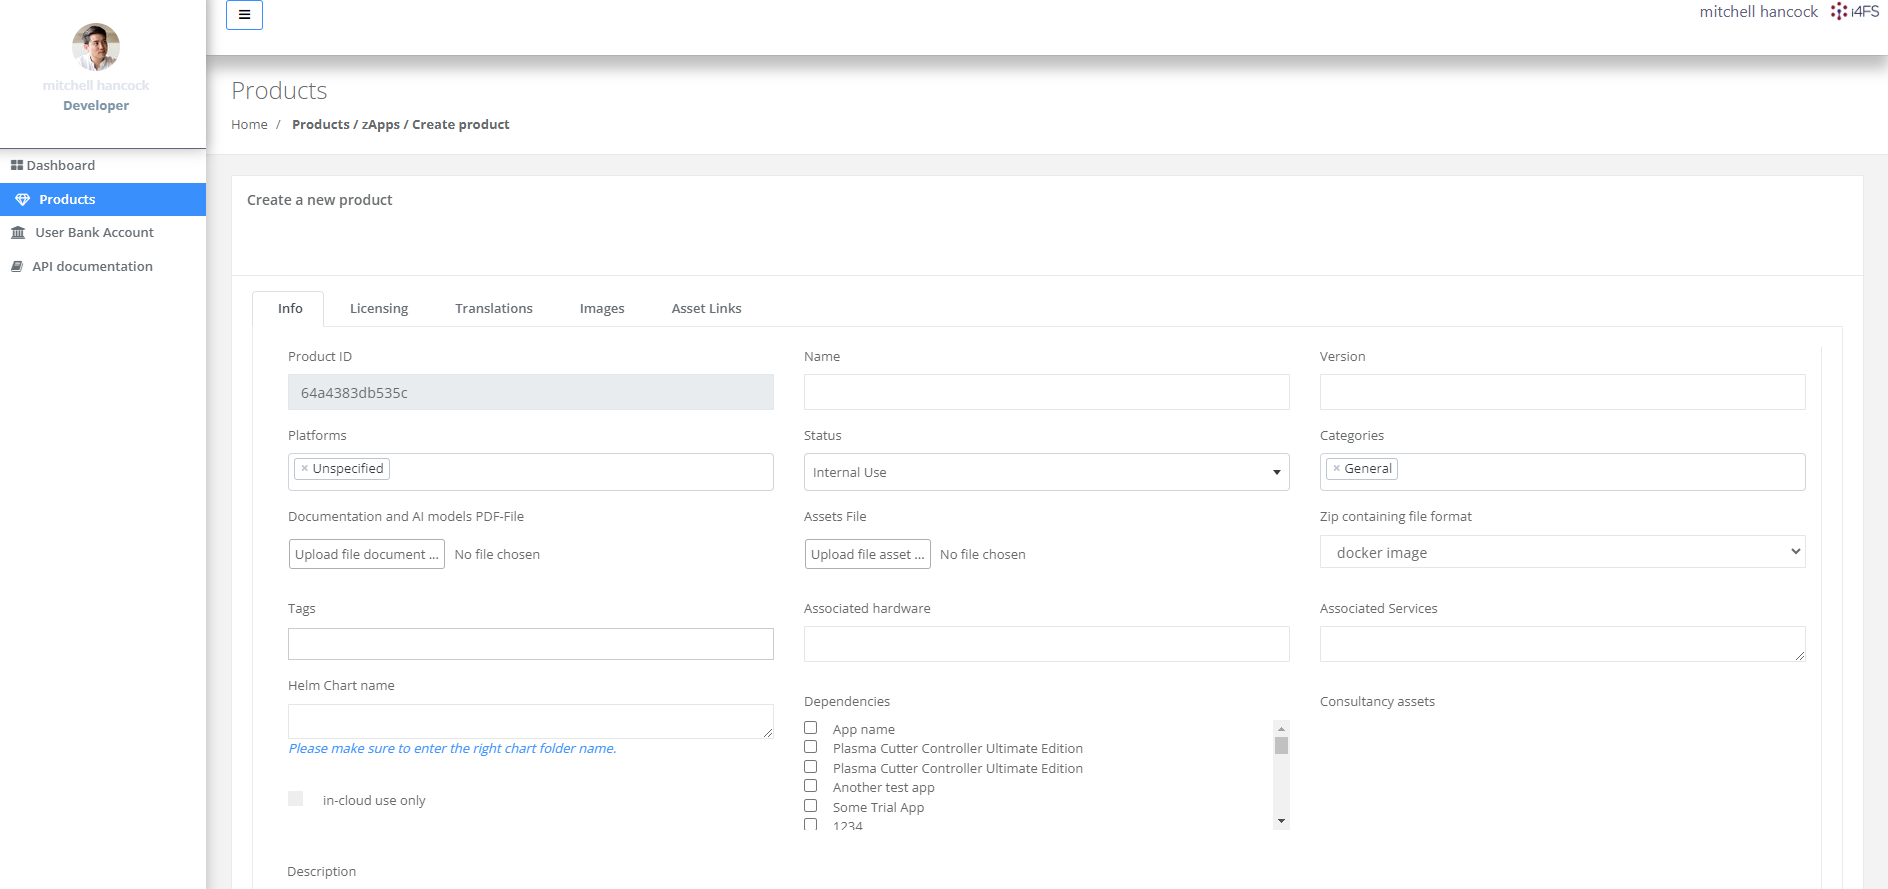 mitchell hancock
i4FS
mitchell hancock
Developer
Dashboard
Products
User Bank Account
API documentation
Products
Home / Products / zApps / Create product
Create a new product
Info
Licensing
Translations
Images
Asset Links
Product ID
Name
Version
64a4383db535c
Platforms
Status
Categories
× Unspecified
Internal Use
× General
Documentation and AI models PDF-File
Assets File
Zip containing file format
Upload file document ... No file chosen
Upload file asset ... No file chosen
docker image
Tags
Associated hardware
Associated Services
Helm Chart name
Please make sure to enter the right chart folder name.
in-cloud use only
Dependencies
App name
Plasma Cutter Controller Ultimate Edition
Plasma Cutter Controller Ultimate Edition
Another test app
Some Trial App
1234
Consultancy assets
Description